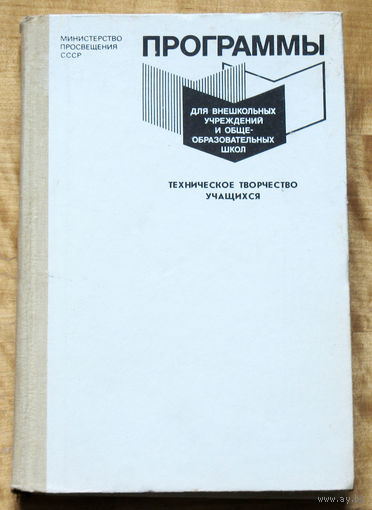 МИНИСТЕРСТВО
ПРОСВЕЩЕНИЯ
СССР
ПРОГРАММЫ
ДЛЯ ВНЕШКОЛЬНЫХ
УЧРЕЖДЕНИЙ
И ОБЩЕ-
ОБРАЗОВАТЕЛЬНЫХ
ШКОЛ
ТЕХНИЧЕСКОЕ ТВОРЧЕСТВО
УЧАЩИХСЯ